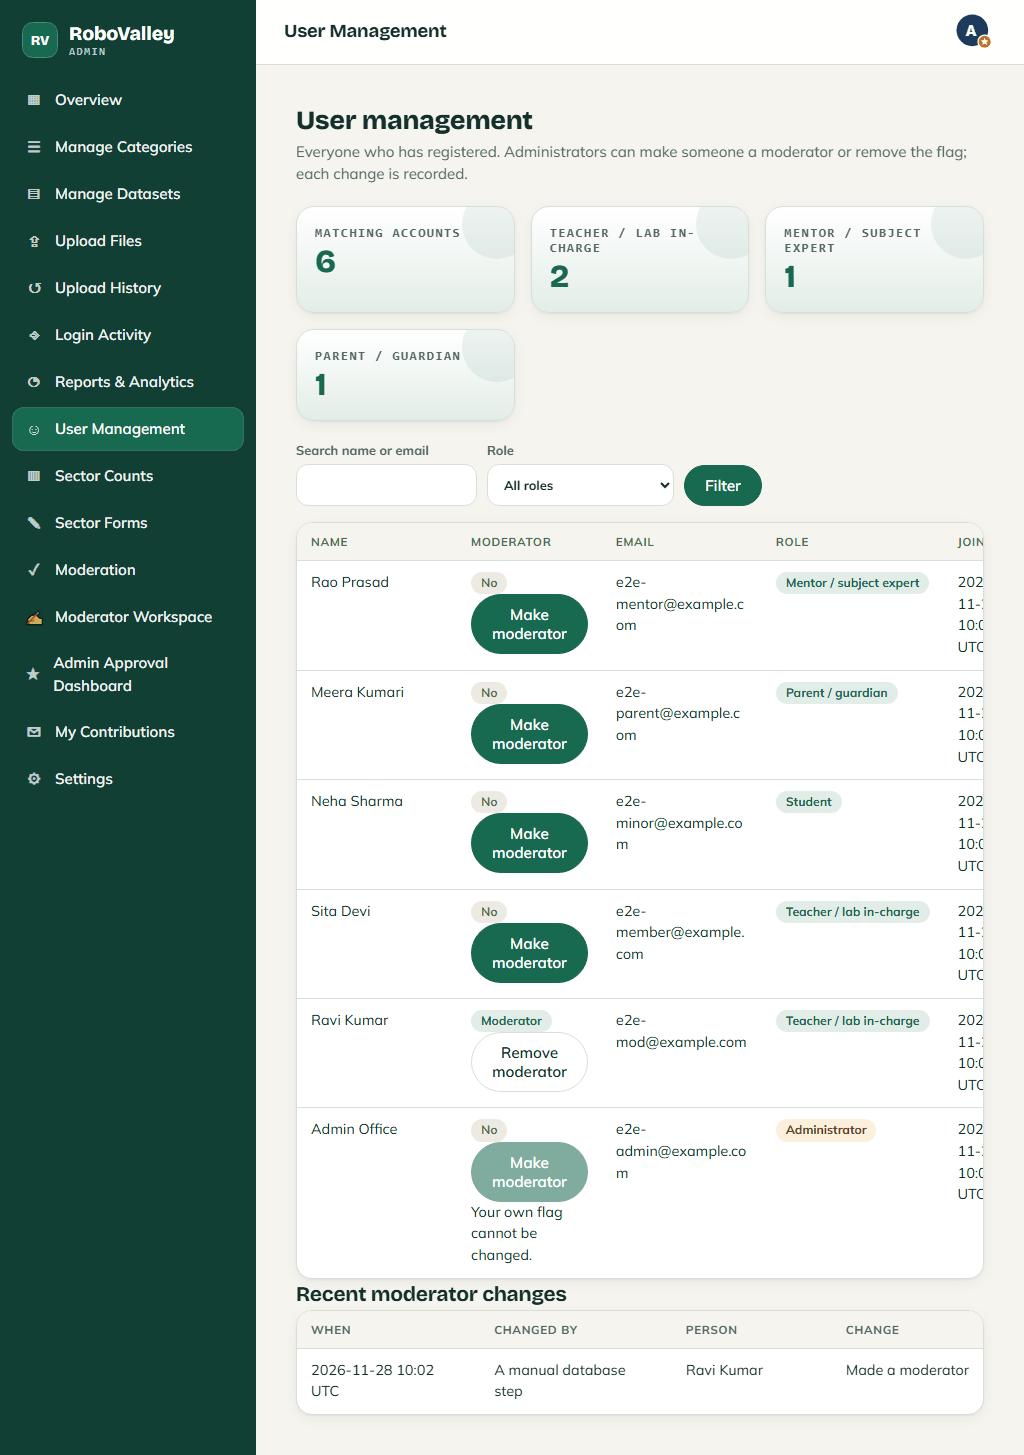 RV
RoboValley
ADMIN
Overview
Manage Categories
Manage Datasets
Upload Files
Upload History
Login Activity
Reports & Analytics
User Management
Sector Counts
Sector Forms
Moderation
Moderator Workspace
Admin Approval
Dashboard
My Contributions
Settings
User Management
A
User management
Everyone who has registered. Administrators can make someone a moderator or remove the flag;
each change is recorded.
MATCHING ACCOUNTS
6
TEACHER / LAB IN-
CHARGE
2
MENTOR / SUBJECT
EXPERT
1
PARENT / GUARDIAN
1
Search name or email
Role
All roles
Filter
NAME MODERATOR EMAIL ROLE
Rao Prasad No e2e- Mentor / subject expert
mentor@example.c
om
Make
moderator
Meera Kumari No e2e- Parent / guardian
parent@example.c
om
Make
moderator
Neha Sharma No e2e- Student
minor@example.co
m
Make
moderator
Sita Devi No e2e- Teacher / lab in-charge
member@example.
com
Make
moderator
Ravi Kumar Moderator e2e- Teacher / lab in-charge
mod@example.com
Remove
moderator
Admin Office No e2e- Administrator
admin@example.co
m
Make
moderator
Your own flag
cannot be
changed.
Recent moderator changes
WHEN CHANGED BY PERSON CHANGE
2026-11-28 10:02 A manual database Ravi Kumar Made a moderator
UTC step